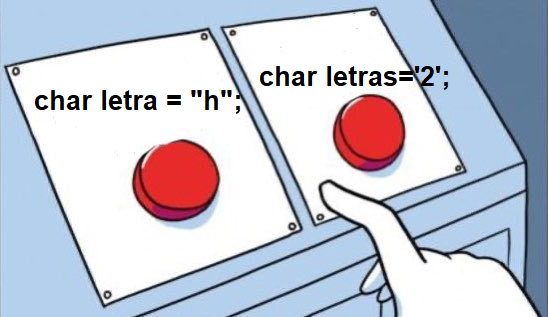 char letra = "h";
char letras='2';